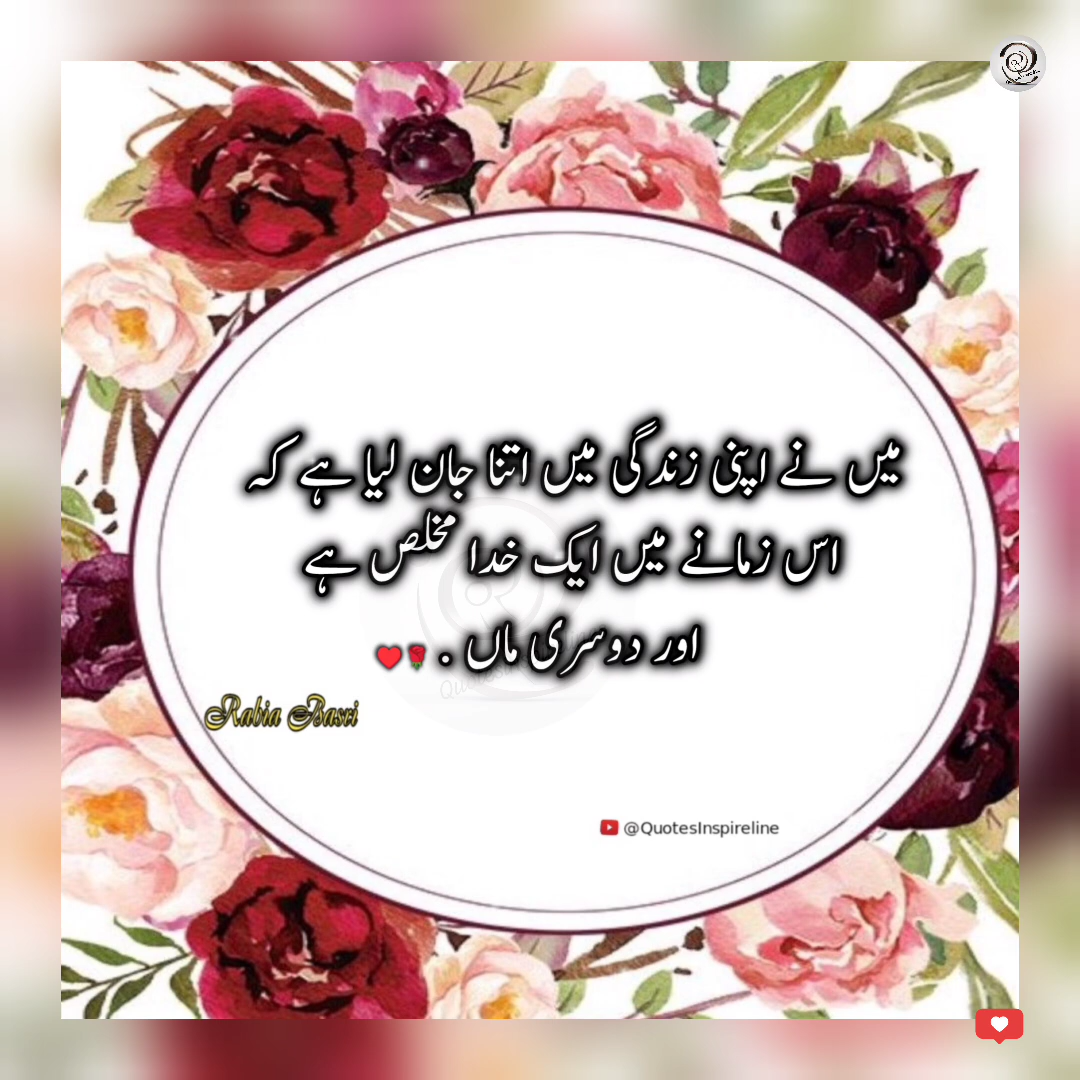 میں نے اپنی زندگی میں اتنا جان لیا ہے کہ
اس زمانے میں ایک خدا مخلص ہے
اور دوسری ماں . 🌹❤️
Rabia Basri
@QuotesInspireline